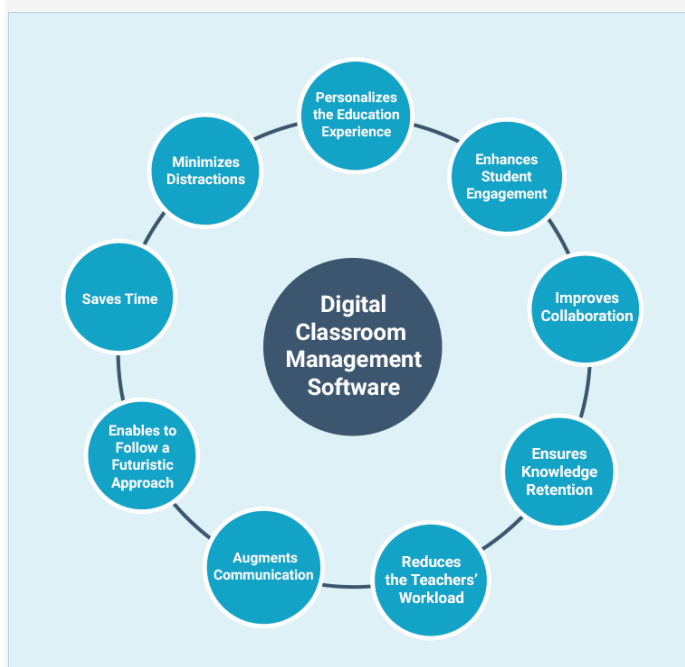 Personalizes
the Education
Experience
Enhances
Student
Engagement
Improves
Collaboration
Ensures
Knowledge
Retention
Reduces
the Teachers’
Workload
Augments
Communication
Enables to
Follow a
Futuristic
Approach
Saves Time
Minimizes
Distractions
Digital
Classroom
Management
Software